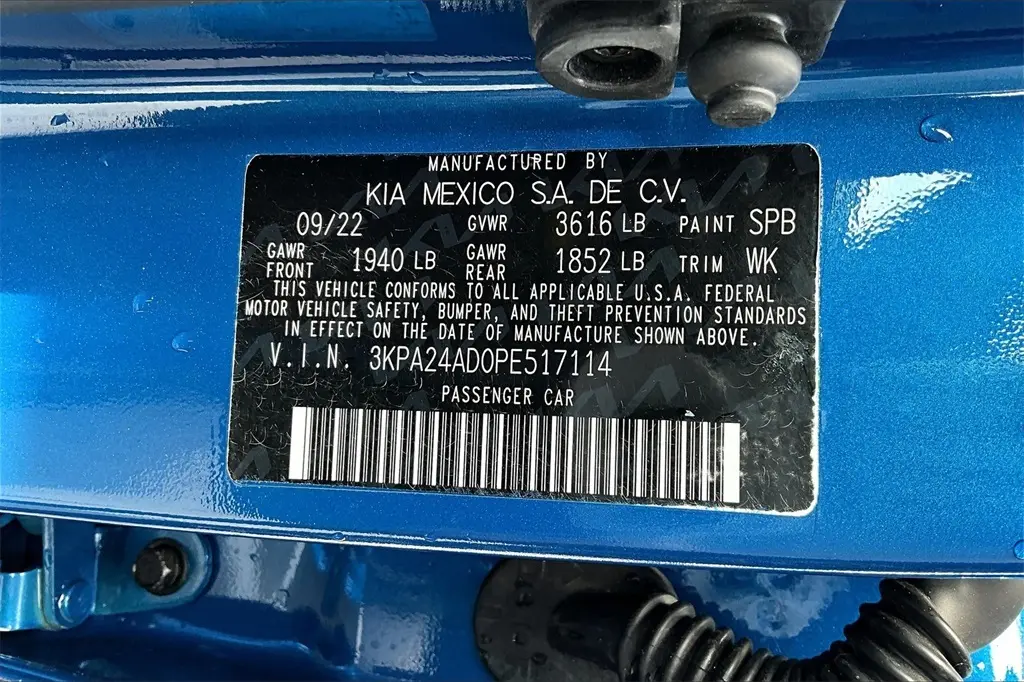 MANUFACTURED BY
KIA MEXICO S.A. DE C.V.
09/22 GVWR 3616 LB PAINT SPB
GAWR FRONT 1940 LB GAWR REAR 1852 LB TRIM WK
THIS VEHICLE CONFORMS TO ALL APPLICABLE U.S.A. FEDERAL
MOTOR VEHICLE SAFETY, BUMPER, AND THEFT PREVENTION STANDARDS
IN EFFECT ON THE DATE OF MANUFACTURE SHOWN ABOVE.
V.I.N. 3KPA24AD0PE517114
PASSENGER CAR